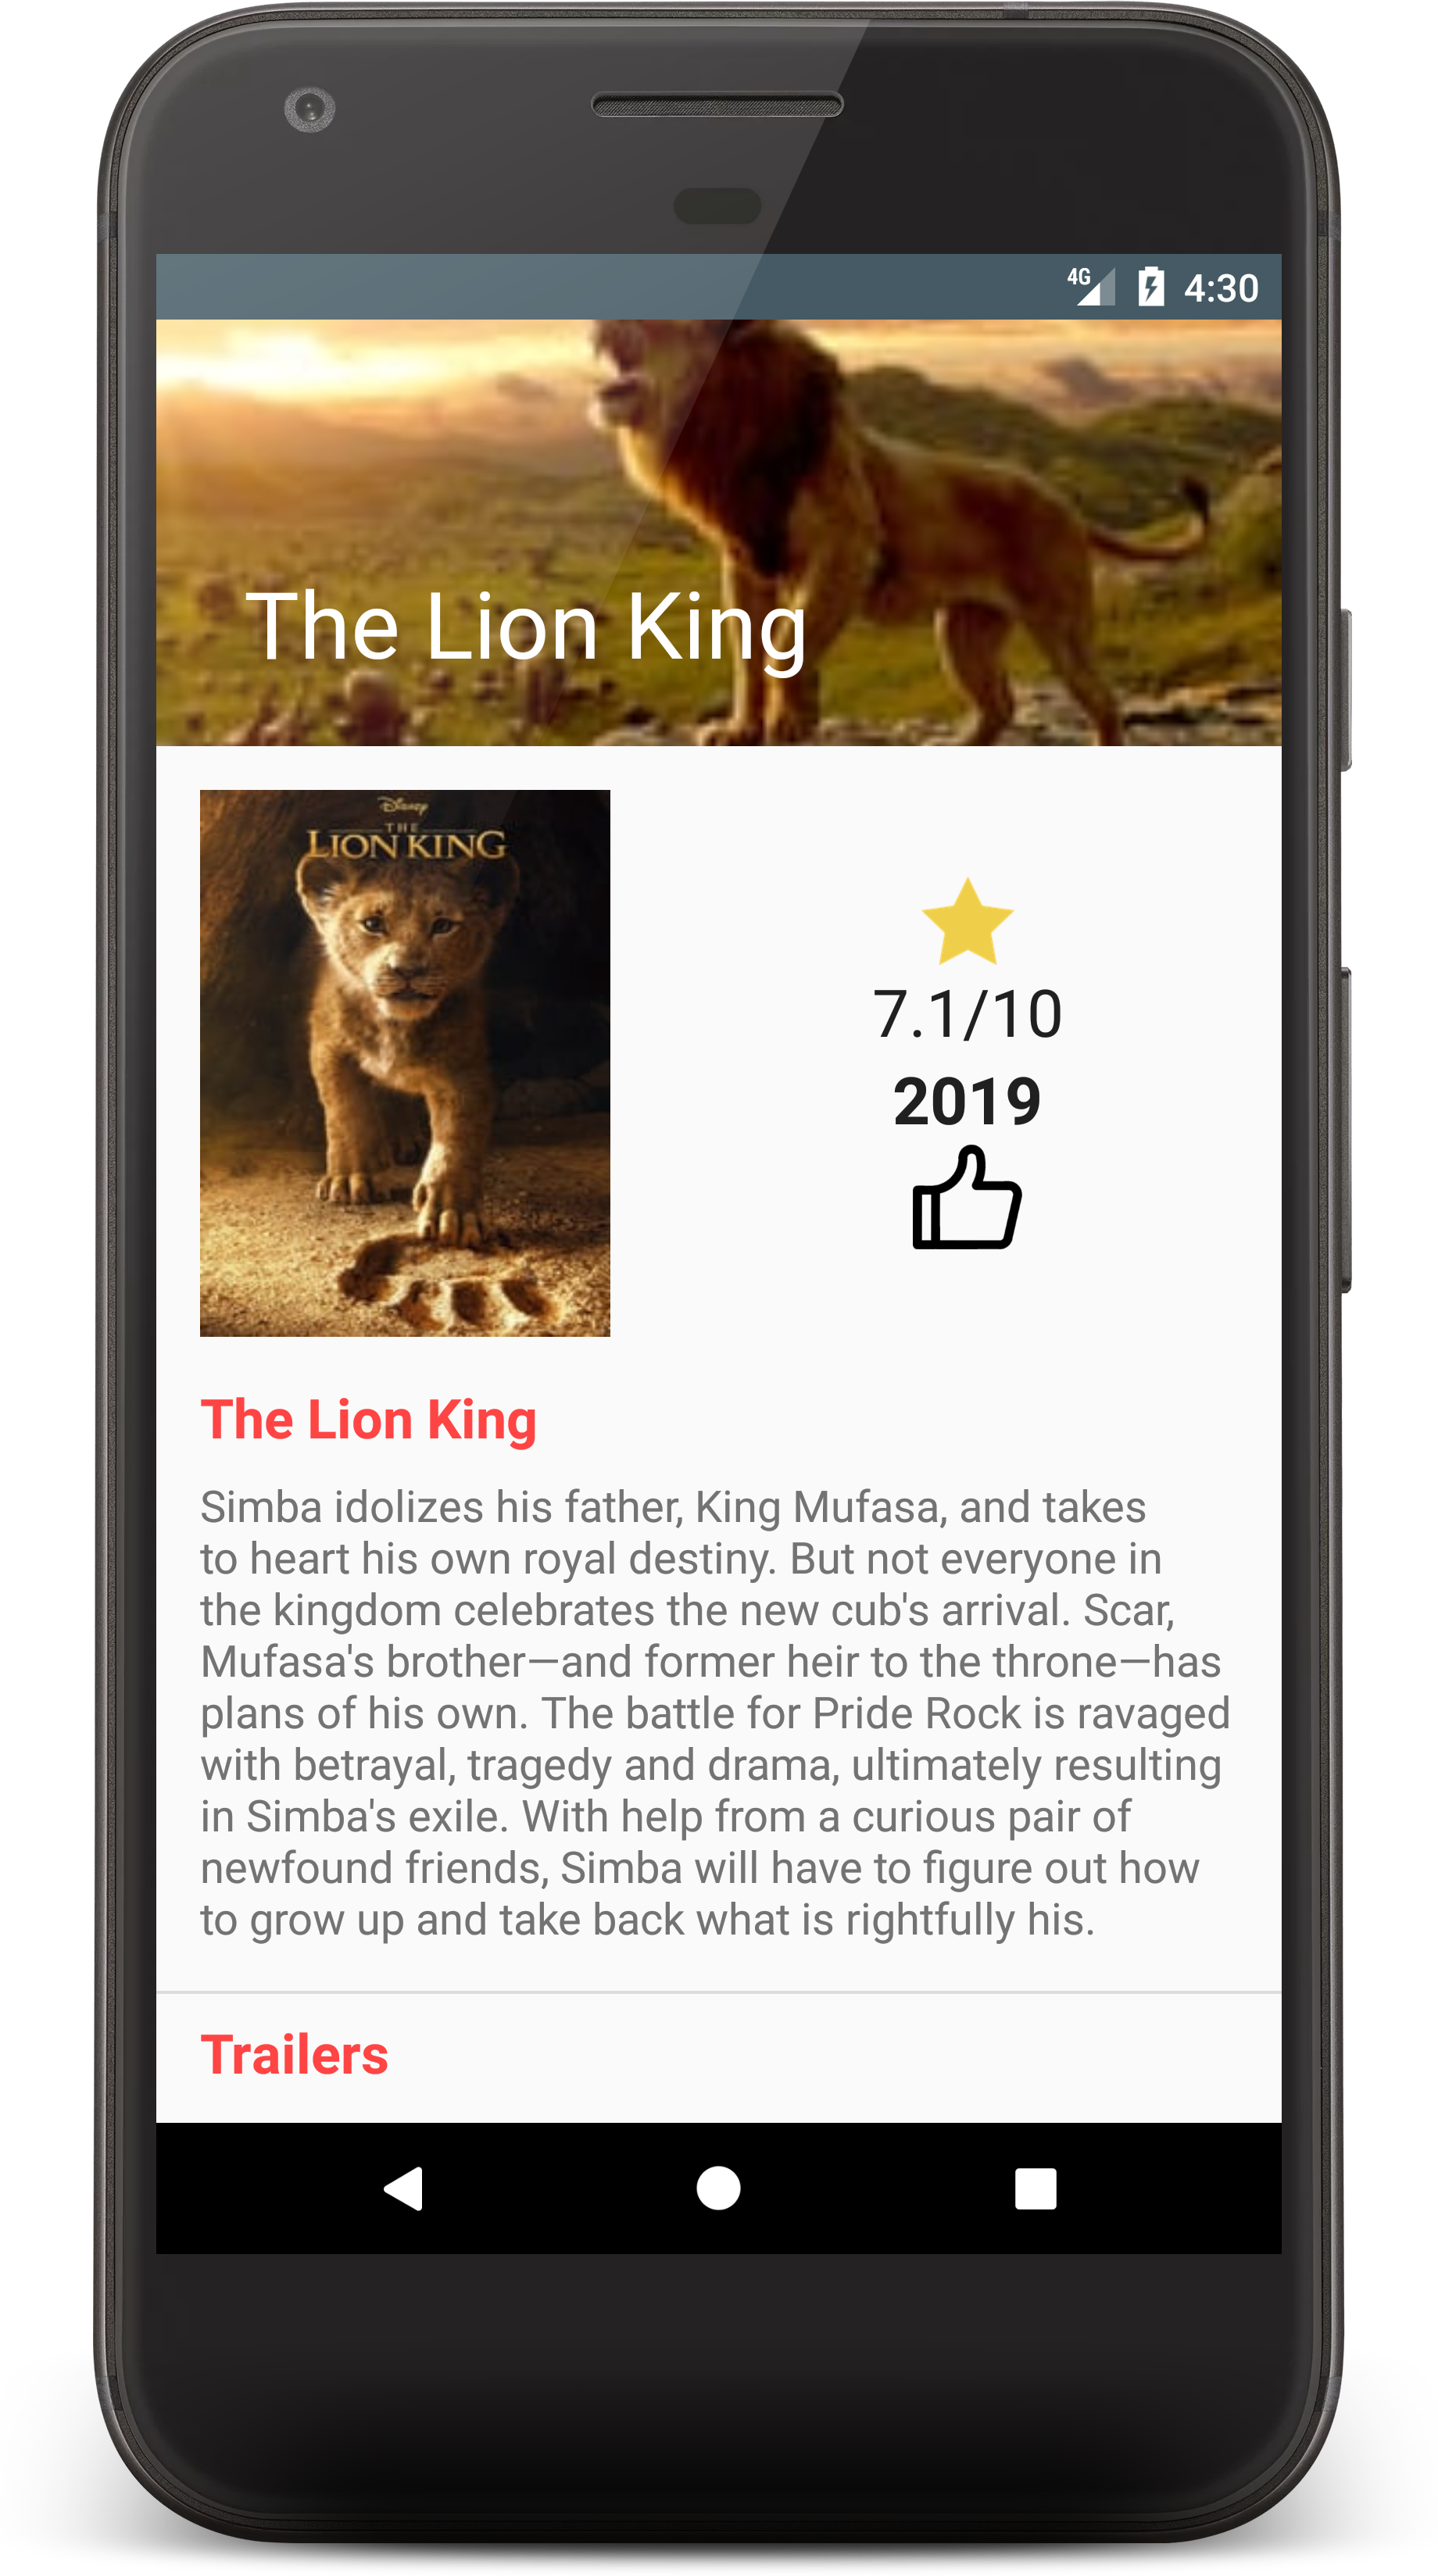 4G 4:30
The Lion King
Disney
THE
LION KING
7.1/10
2019
The Lion King
Simba idolizes his father, King Mufasa, and takes
to heart his own royal destiny. But not everyone in
the kingdom celebrates the new cub's arrival. Scar,
Mufasa's brother—and former heir to the throne—has
plans of his own. The battle for Pride Rock is ravaged
with betrayal, tragedy and drama, ultimately resulting
in Simba's exile. With help from a curious pair of
newfound friends, Simba will have to figure out how
to grow up and take back what is rightfully his.
Trailers